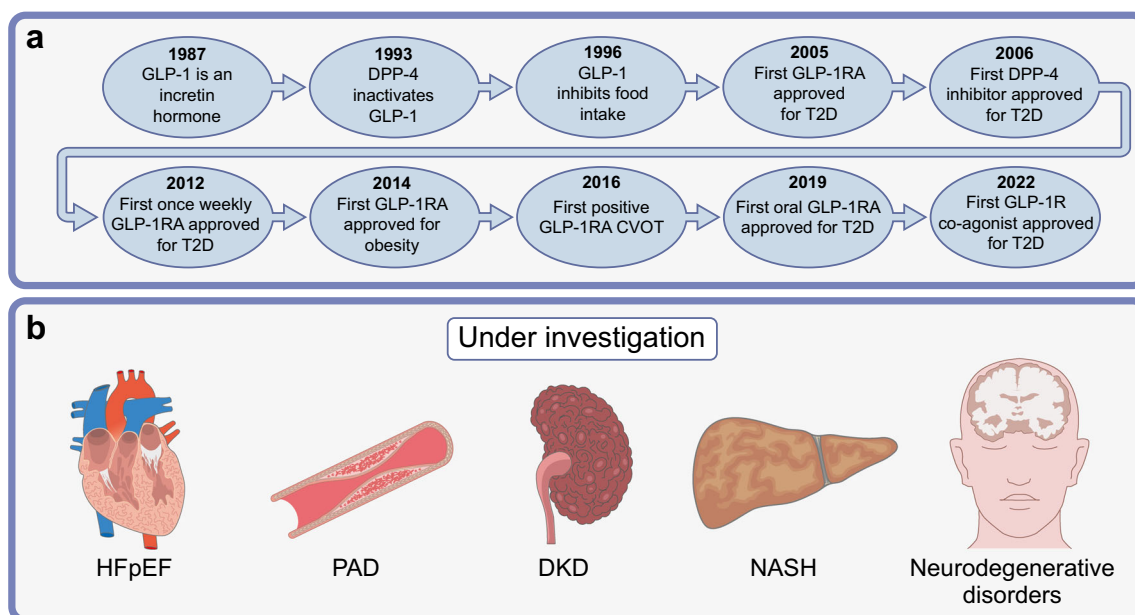 a
1987
GLP-1 is an
incretin
hormone
1993
DPP-4
inactivates
GLP-1
1996
GLP-1
inhibits food
intake
2005
First GLP-1RA
approved
for T2D
2006
First DPP-4
inhibitor approved
for T2D
2012
First once weekly
GLP-1RA approved
for T2D
2014
First GLP-1RA
approved for
obesity
2016
First positive
GLP-1RA CVOT
2019
First oral GLP-1RA
approved for T2D
2022
First GLP-1R
co-agonist approved
for T2D
b
Under investigation
HFpEF
PAD
DKD
NASH
Neurodegenerative
disorders